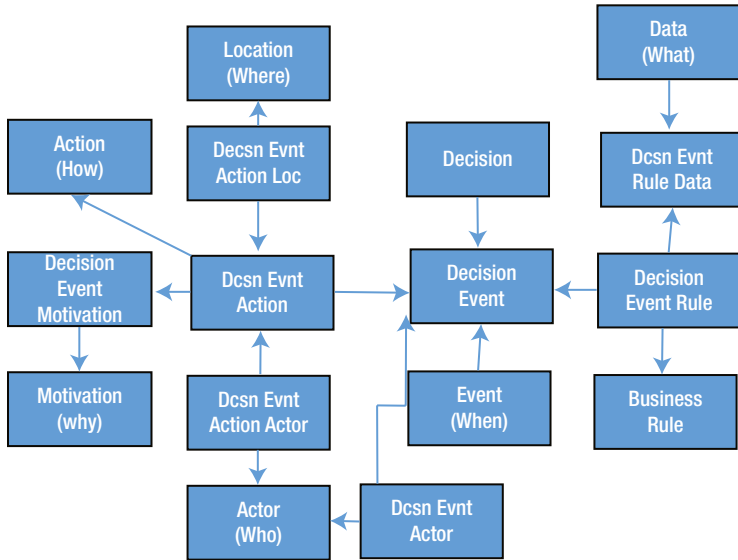 Data
(What)
Location
(Where)
Action
(How)
Decsn Evnt
Action Loc
Decision
Dcsn Evnt
Rule Data
Decision
Event
Motivation
Dcsn Evnt
Action
Decision
Event
Decision
Event Rule
Motivation
(why)
Dcsn Evnt
Action Actor
Event
(When)
Business
Rule
Actor
(Who)
Dcsn Evnt
Actor